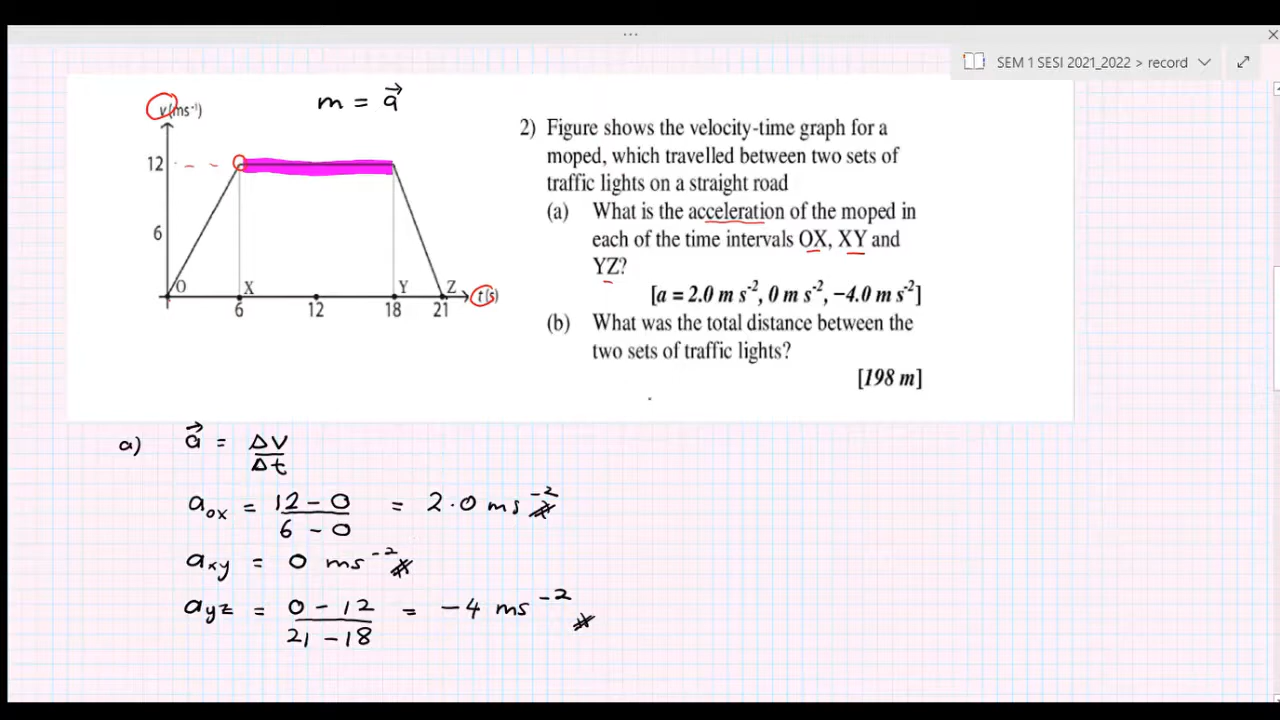 ...
SEM 1 SESI 2021_2022 > record
v(ms⁻¹)
m = a⃗
12
6
O X Y Z t(s)
6 12 18 21
2) Figure shows the velocity-time graph for a
moped, which travelled between two sets of
traffic lights on a straight road
(a) What is the acceleration of the moped in
each of the time intervals OX, XY and
YZ?
[a = 2.0 m s⁻², 0 m s⁻², −4.0 m s⁻²]
(b) What was the total distance between the
two sets of traffic lights?
[198 m]
a) a⃗ = ΔV/Δt
a_ox = (12 − 0)/(6 − 0) = 2.0 ms⁻²
a_xy = 0 ms⁻²
a_yz = (0 − 12)/(21 − 18) = −4 ms⁻²